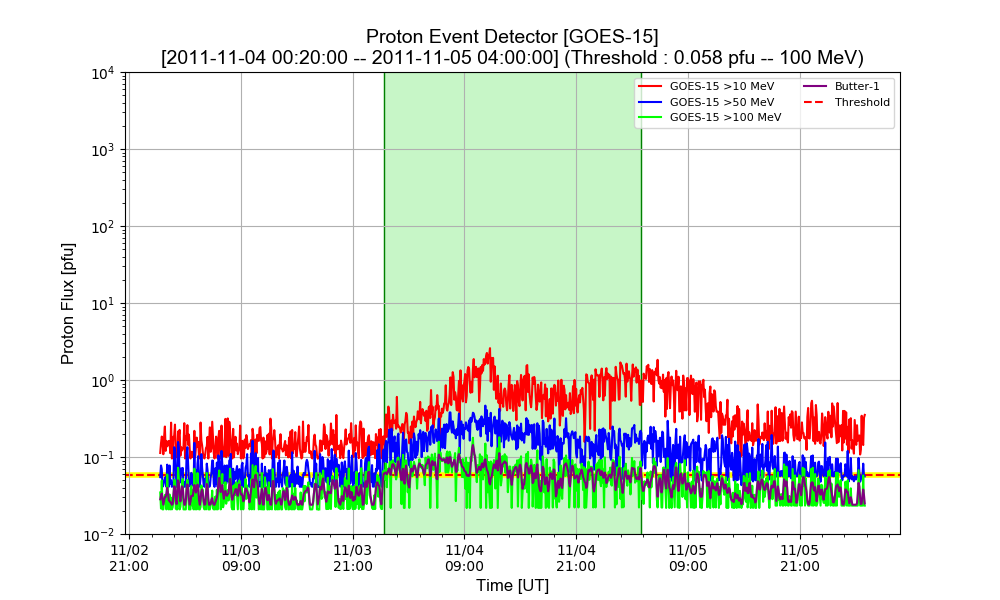 Proton Event Detector [GOES-15]
[2011-11-04 00:20:00 -- 2011-11-05 04:00:00] (Threshold : 0.058 pfu -- 100 MeV)
GOES-15 >10 MeV
GOES-15 >50 MeV
GOES-15 >100 MeV
Butter-1
Threshold
Proton Flux [pfu]
10^4
10^3
10^2
10^1
10^0
10^−1
10^−2
11/02 11/03 11/03 11/04 11/04 11/05 11/05
21:00 09:00 21:00 09:00 21:00 09:00 21:00
Time [UT]